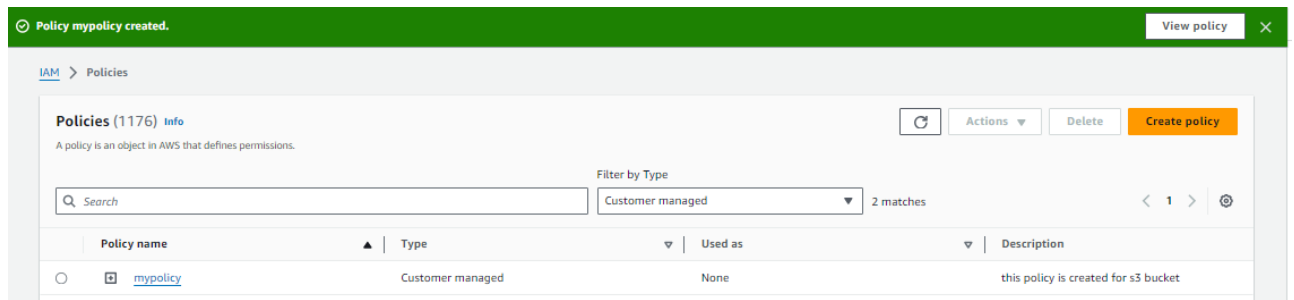 Policy mypolicy created.
View policy
IAM > Policies
Policies (1176) Info
Actions
Delete
Create policy
A policy is an object in AWS that defines permissions.
Filter by Type
Search
Customer managed
2 matches
1
Policy name
Type
Used as
Description
mypolicy
Customer managed
None
this policy is created for s3 bucket